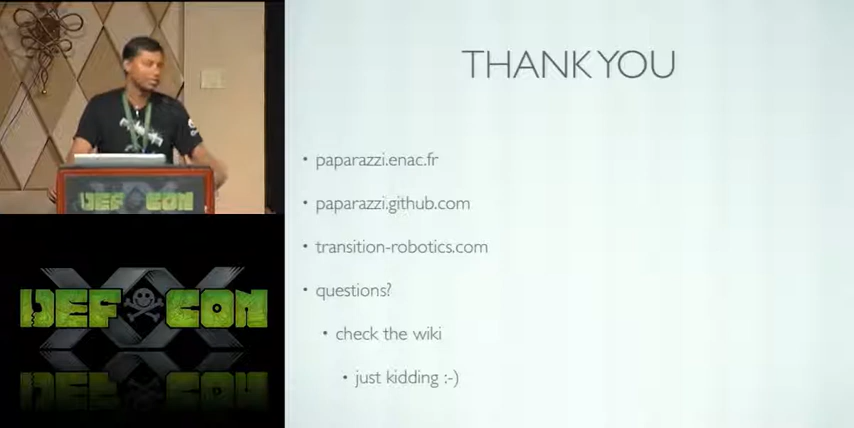 DEF CON
DEF CON
XX
THANK YOU
• paparazzi.enac.fr
• paparazzi.github.com
• transition-robotics.com
• questions?
• check the wiki
• just kidding :-)